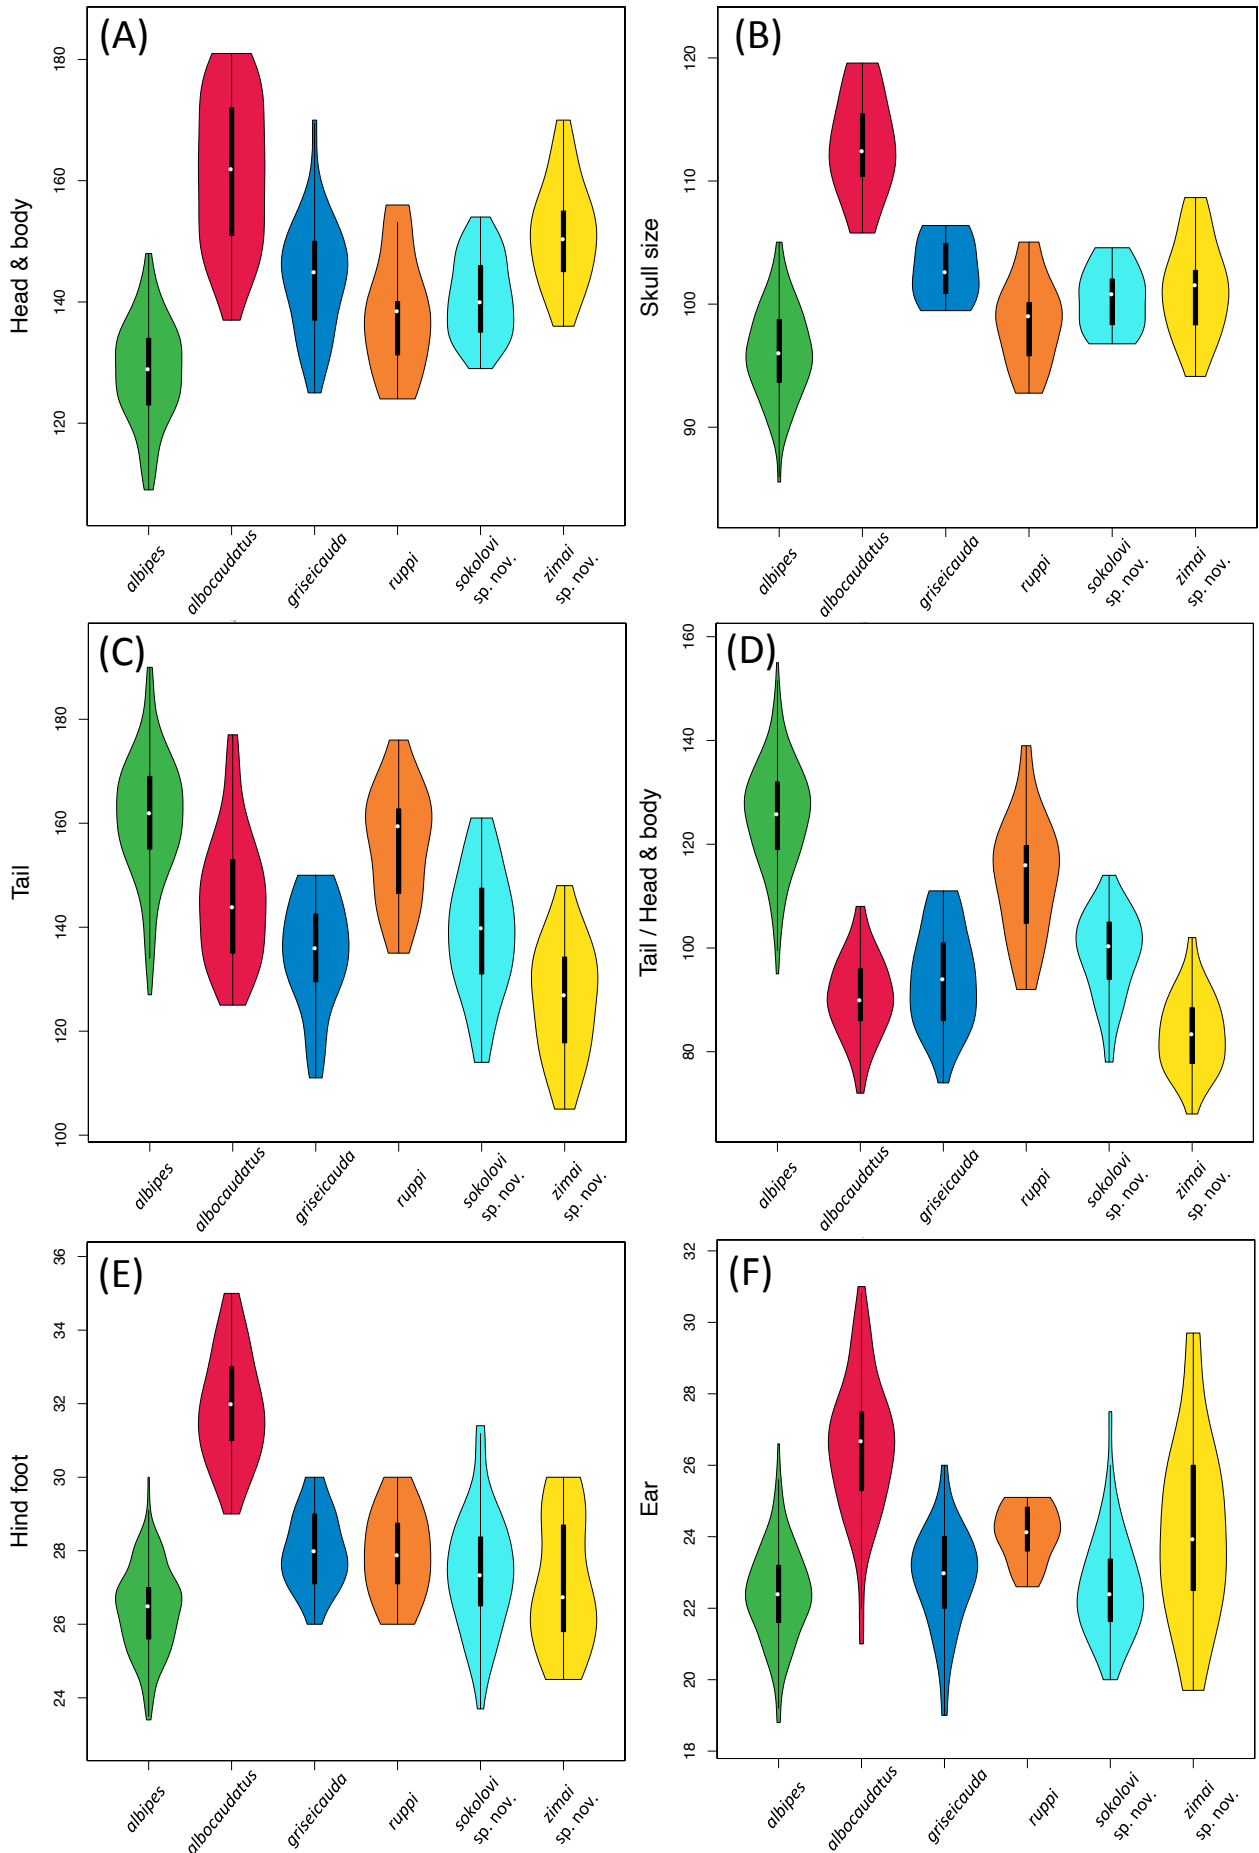 (A)
Head & body
180
160
140
120
albipes
albocaudatus
griseicauda
ruppi
sokolovi
sp. nov.
zimai
sp. nov.
(B)
Skull size
120
110
100
90
albipes
albocaudatus
griseicauda
ruppi
sokolovi
sp. nov.
zimai
sp. nov.
(C)
Tail
180
160
140
120
100
albipes
albocaudatus
griseicauda
ruppi
sokolovi
sp. nov.
zimai
sp. nov.
(D)
Tail / Head & body
160
140
120
100
80
albipes
albocaudatus
griseicauda
ruppi
sokolovi
sp. nov.
zimai
sp. nov.
(E)
Hind foot
36
34
32
30
28
26
24
albipes
albocaudatus
griseicauda
ruppi
sokolovi
sp. nov.
zimai
sp. nov.
(F)
Ear
32
30
28
26
24
22
20
18
albipes
albocaudatus
griseicauda
ruppi
sokolovi
sp. nov.
zimai
sp. nov.